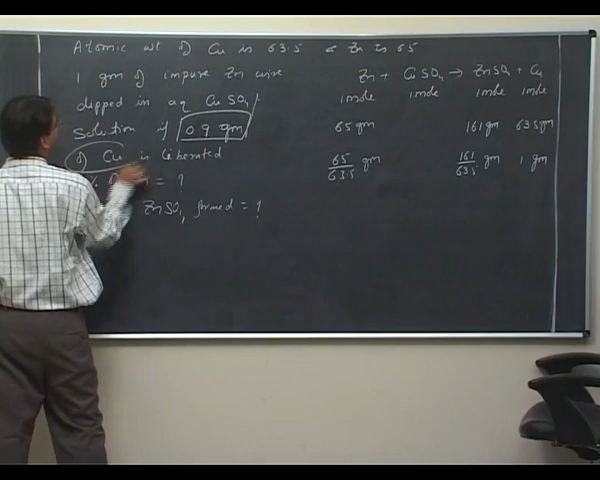 Atomic wt of Cu is 63.5 & Zn is 65
1 gm of impure Zn wire
dipped in aq CuSO4
Solution if 0.9 gm
of Cu is liberated
% = ?
ZnSO4 formed = ?
Zn + CuSO4 → ZnSO4 + Cu
1mole 1mole 1mole 1mole
65 gm 161 gm 63.5 gm
65/63.5 gm 161/63.5 gm 1 gm